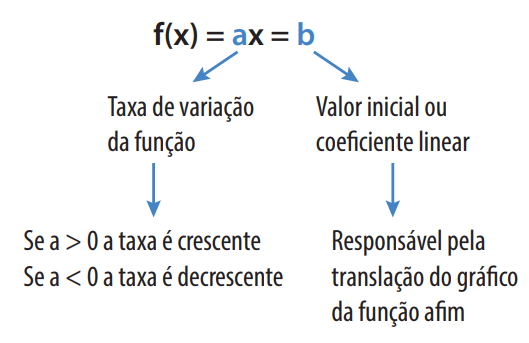 f(x) = ax = b
Taxa de variação
da função
Valor inicial ou
coeficiente linear
Se a > 0 a taxa é crescente
Se a < 0 a taxa é decrescente
Responsável pela
translação do gráfico
da função afim